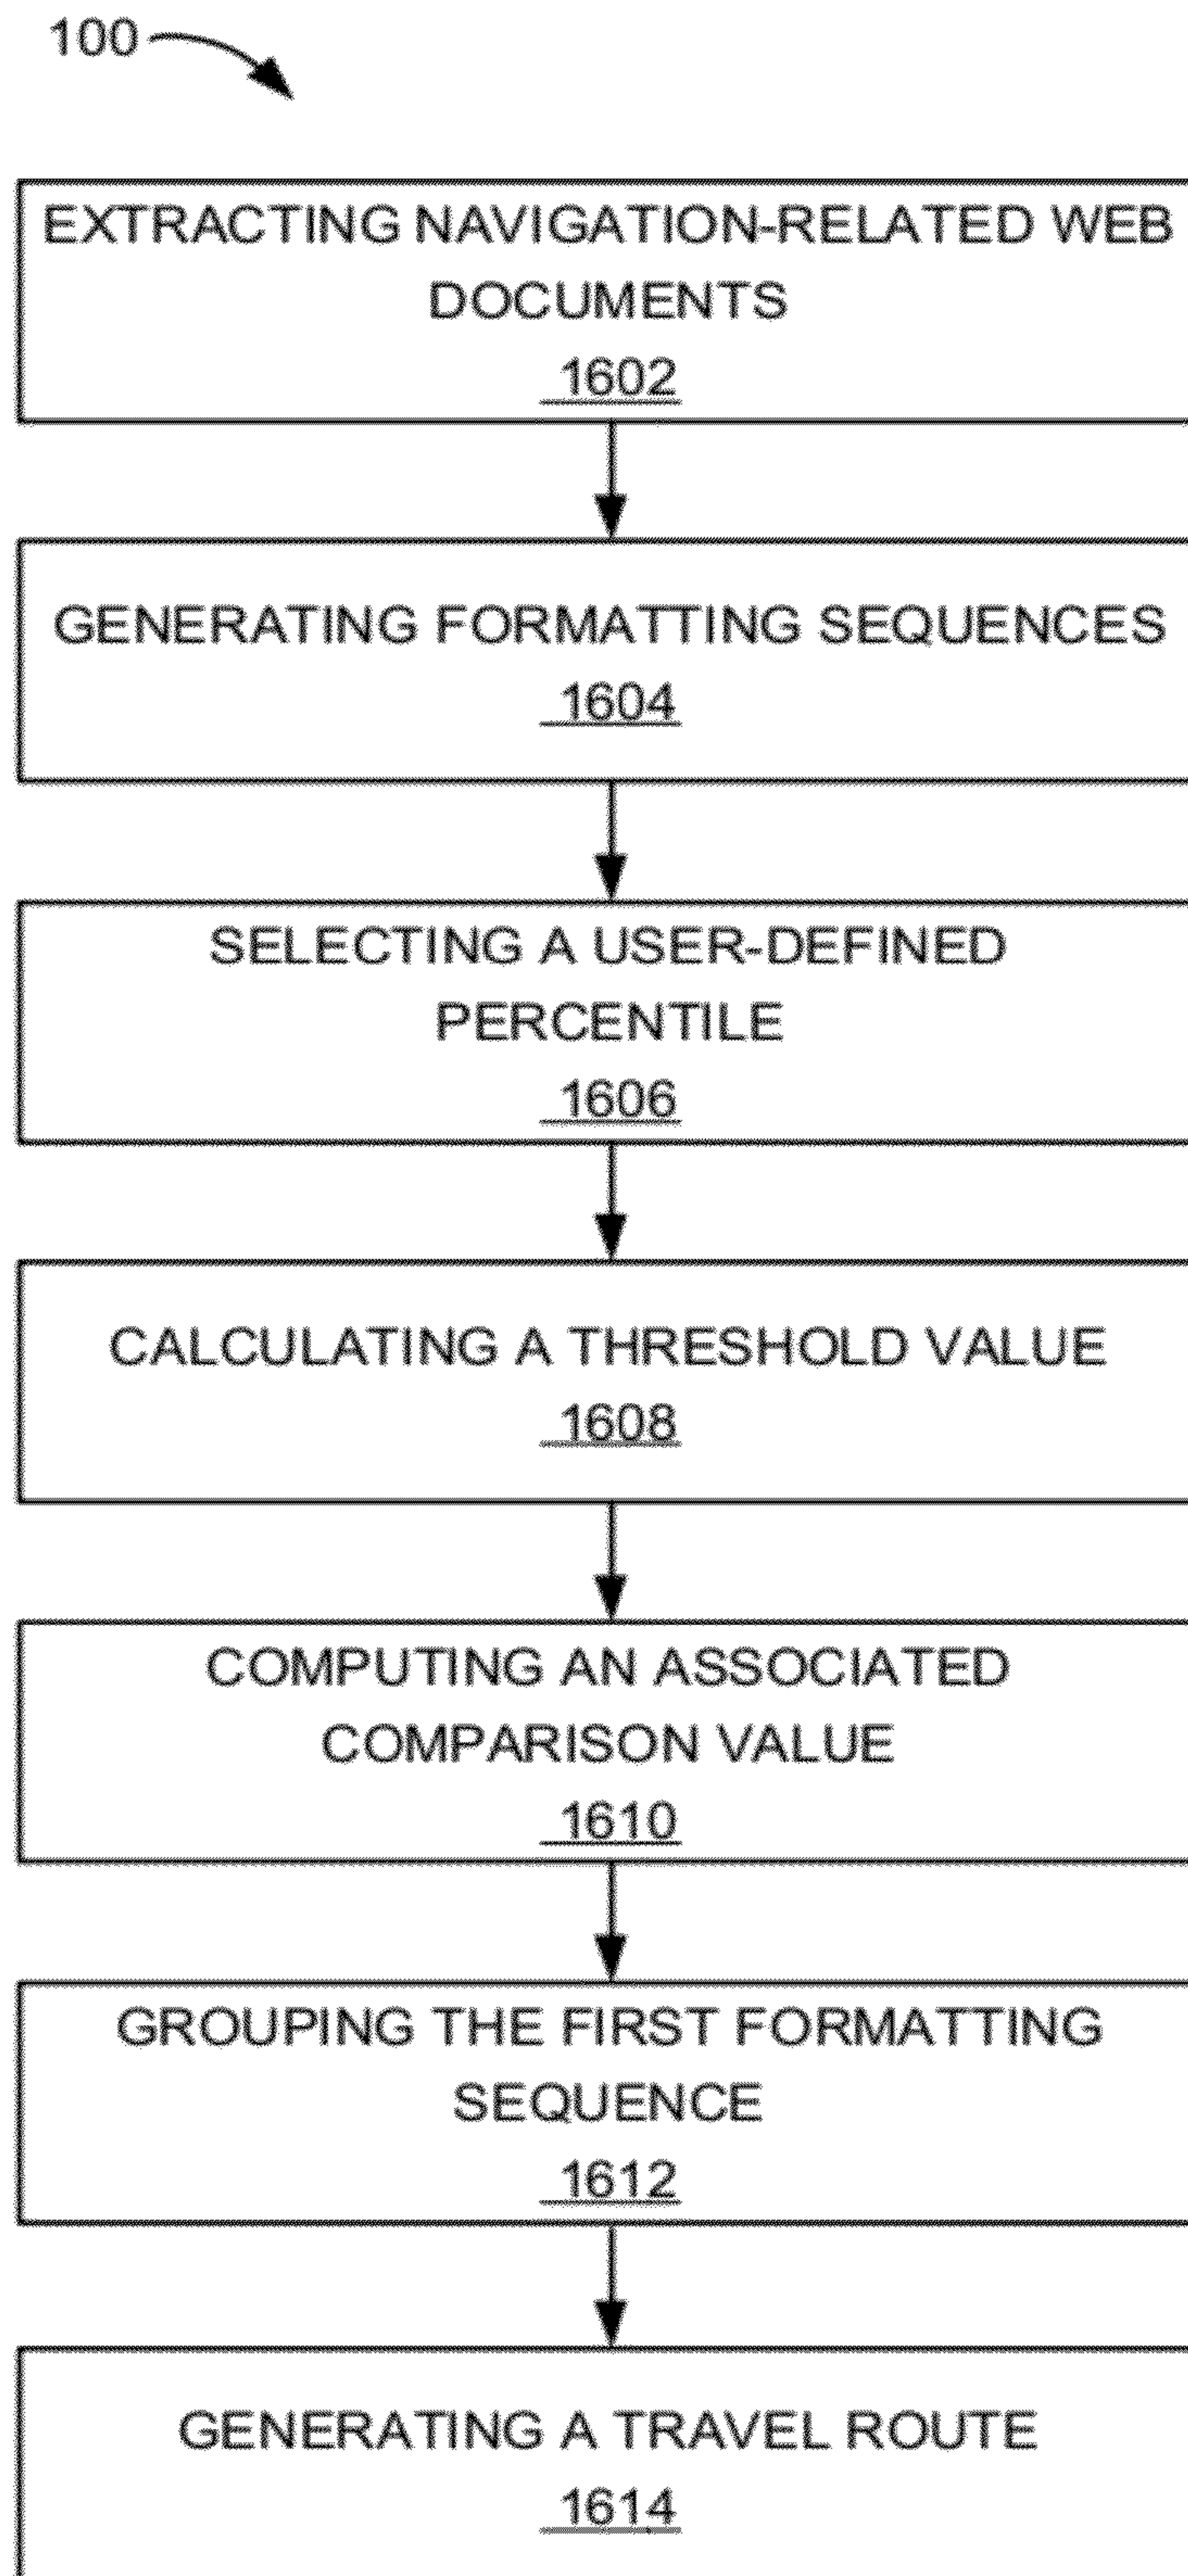 100
EXTRACTING NAVIGATION-RELATED WEB
DOCUMENTS
1602
GENERATING FORMATTING SEQUENCES
1604
SELECTING A USER-DEFINED
PERCENTILE
1606
CALCULATING A THRESHOLD VALUE
1608
COMPUTING AN ASSOCIATED
COMPARISON VALUE
1610
GROUPING THE FIRST FORMATTING
SEQUENCE
1612
GENERATING A TRAVEL ROUTE
1614